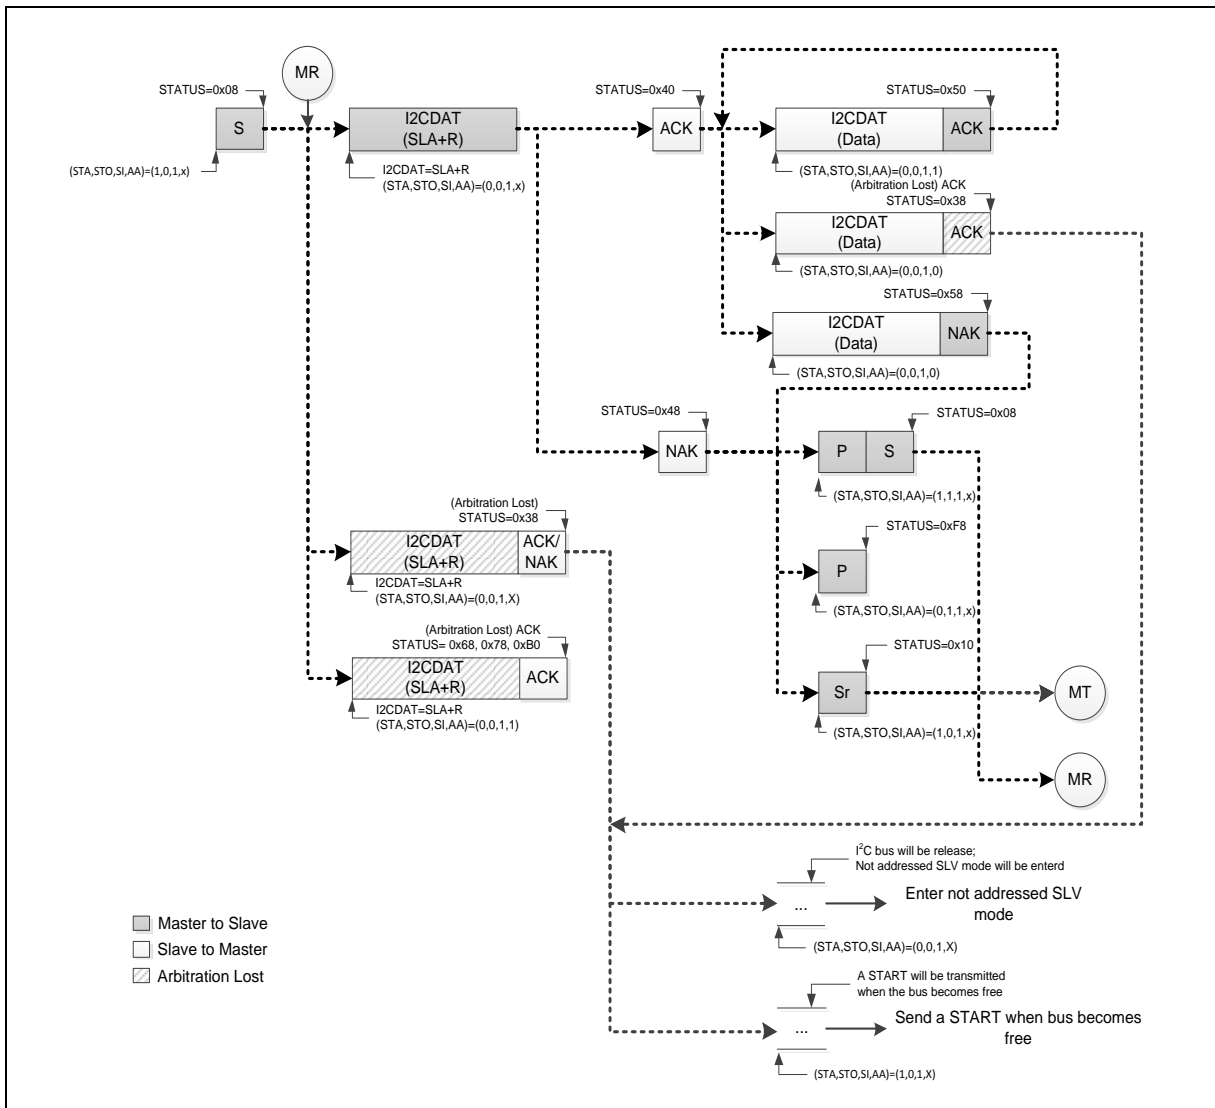 MR
STATUS=0x08
S
(STA,STO,SI,AA)=(1,0,1,x)
I2CDAT
(SLA+R)
I2CDAT=SLA+R
(STA,STO,SI,AA)=(0,0,1,x)
STATUS=0x40
ACK
STATUS=0x50
I2CDAT
(Data)
ACK
(STA,STO,SI,AA)=(0,0,1,1)
(Arbitration Lost) ACK
STATUS=0x38
I2CDAT
(Data)
ACK
(STA,STO,SI,AA)=(0,0,1,0)
STATUS=0x58
I2CDAT
(Data)
NAK
(STA,STO,SI,AA)=(0,0,1,0)
STATUS=0x48
NAK
STATUS=0x08
P
S
(STA,STO,SI,AA)=(1,1,1,x)
(Arbitration Lost)
STATUS=0x38
I2CDAT
(SLA+R)
ACK/
NAK
I2CDAT=SLA+R
(STA,STO,SI,AA)=(0,0,1,X)
STATUS=0xF8
P
(STA,STO,SI,AA)=(0,1,1,x)
(Arbitration Lost) ACK
STATUS= 0x68, 0x78, 0xB0
I2CDAT
(SLA+R)
ACK
I2CDAT=SLA+R
(STA,STO,SI,AA)=(0,0,1,1)
STATUS=0x10
Sr
(STA,STO,SI,AA)=(1,0,1,x)
MT
MR
I²C bus will be release;
Not addressed SLV mode will be enterd
...
Enter not addressed SLV
mode
(STA,STO,SI,AA)=(0,0,1,X)
A START will be transmitted
when the bus becomes free
...
Send a START when bus becomes
free
(STA,STO,SI,AA)=(1,0,1,X)
Master to Slave
Slave to Master
Arbitration Lost